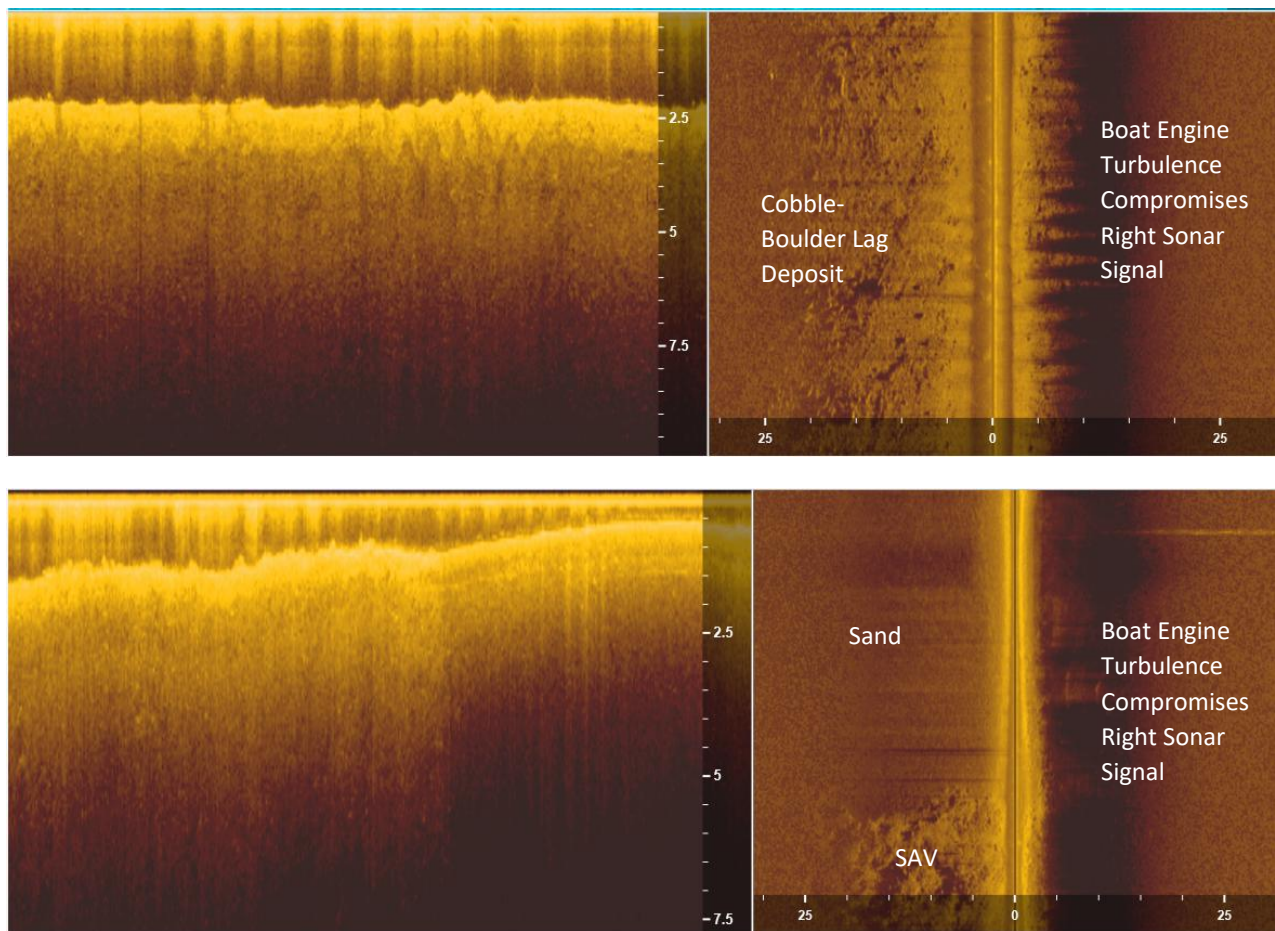 2.5
5
7.5
Cobble-
Boulder Lag
Deposit
Boat Engine
Turbulence
Compromises
Right Sonar
Signal
25
0
25
2.5
5
7.5
Sand
SAV
Boat Engine
Turbulence
Compromises
Right Sonar
Signal
25
0
25